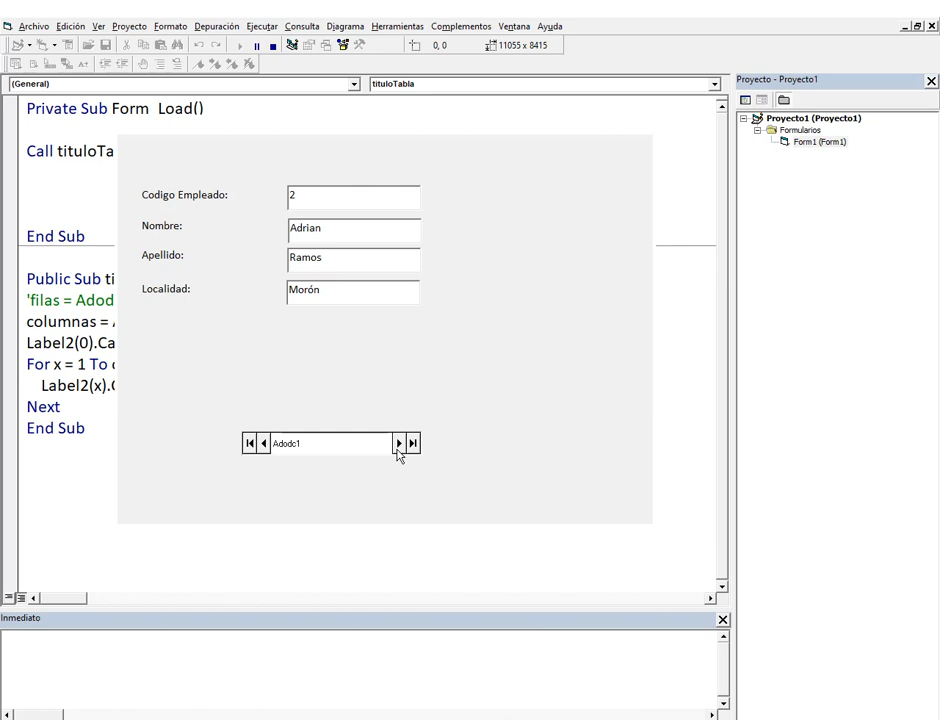 Archivo Edición Ver Proyecto Formato Depuración Ejecutar Consulta Diagrama Herramientas Complementos Ventana Ayuda
0, 0 11055 x 8415
(General) tituloTabla
Private Sub Form_Load()
Call tituloTa
End Sub
Public Sub ti
'filas = Adod
columnas =
Label2(0).Ca
For x = 1 To
Label2(x).
Next
End Sub
Codigo Empleado: 2
Nombre: Adrian
Apellido: Ramos
Localidad: Morón
Adodc1
Proyecto - Proyecto1
Proyecto1 (Proyecto1)
Formularios
Form1 (Form1)
Inmediato